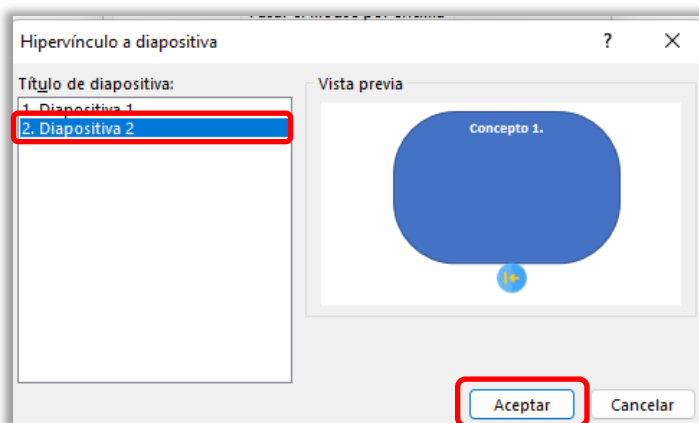 Hipervínculo a diapositiva
Título de diapositiva:
1. Diapositiva 1
2. Diapositiva 2
Vista previa
Concepto 1.
Aceptar
Cancelar